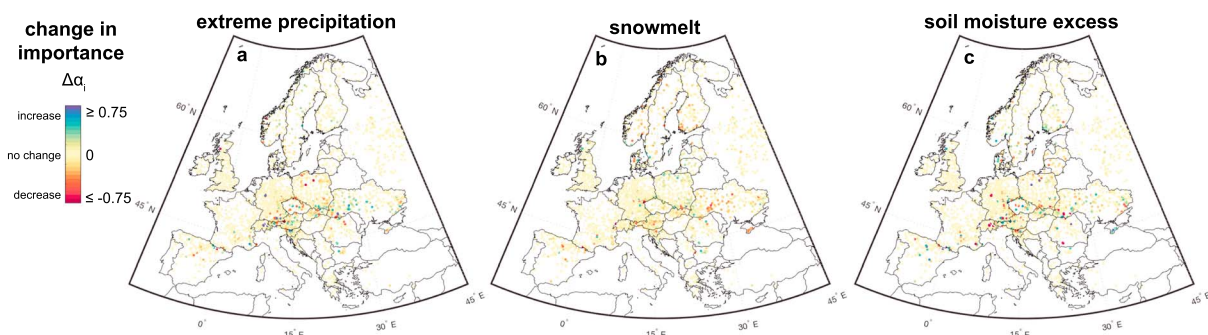 change in
importance
Δαi
increase
≥ 0.75
no change
0
decrease
≤ -0.75
extreme precipitation
a
60° N
45° N
0°
15° E
30° E
45° E
snowmelt
b
60° N
45° N
0°
15° E
30° E
45° E
soil moisture excess
c
60° N
45° N
0°
15° E
30° E
45° E